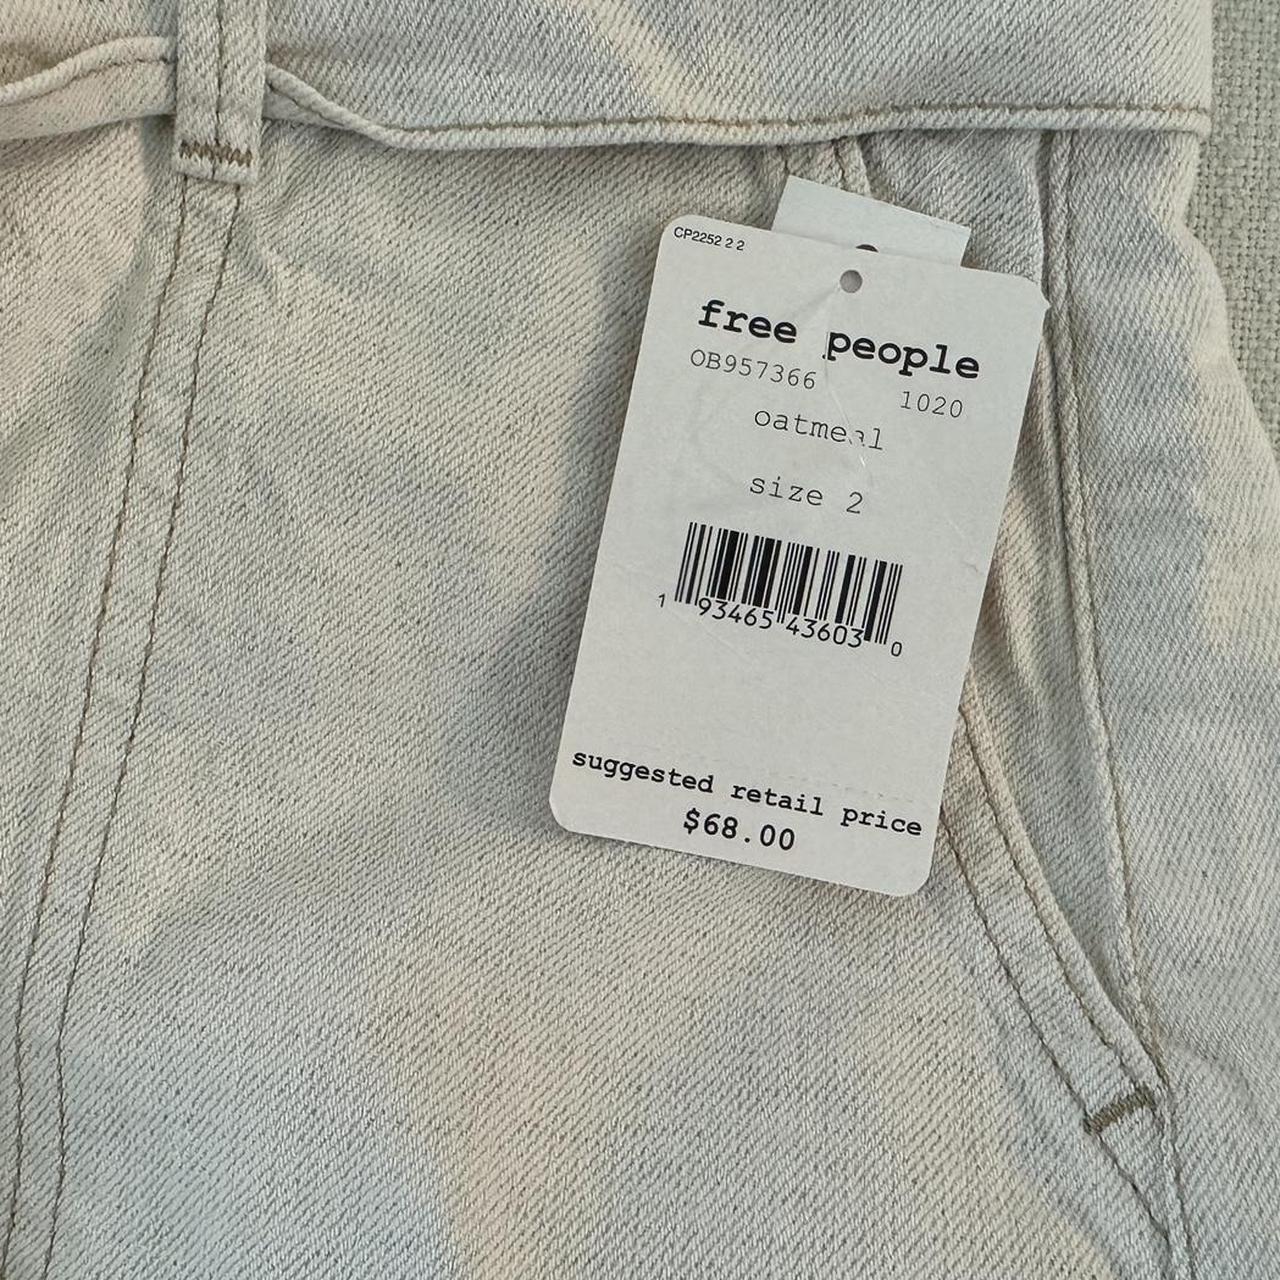 CP2252 2 2
free people
OB957366 1020
oatmeal
size 2
1 93465 43603 0
suggested retail price
$68.00